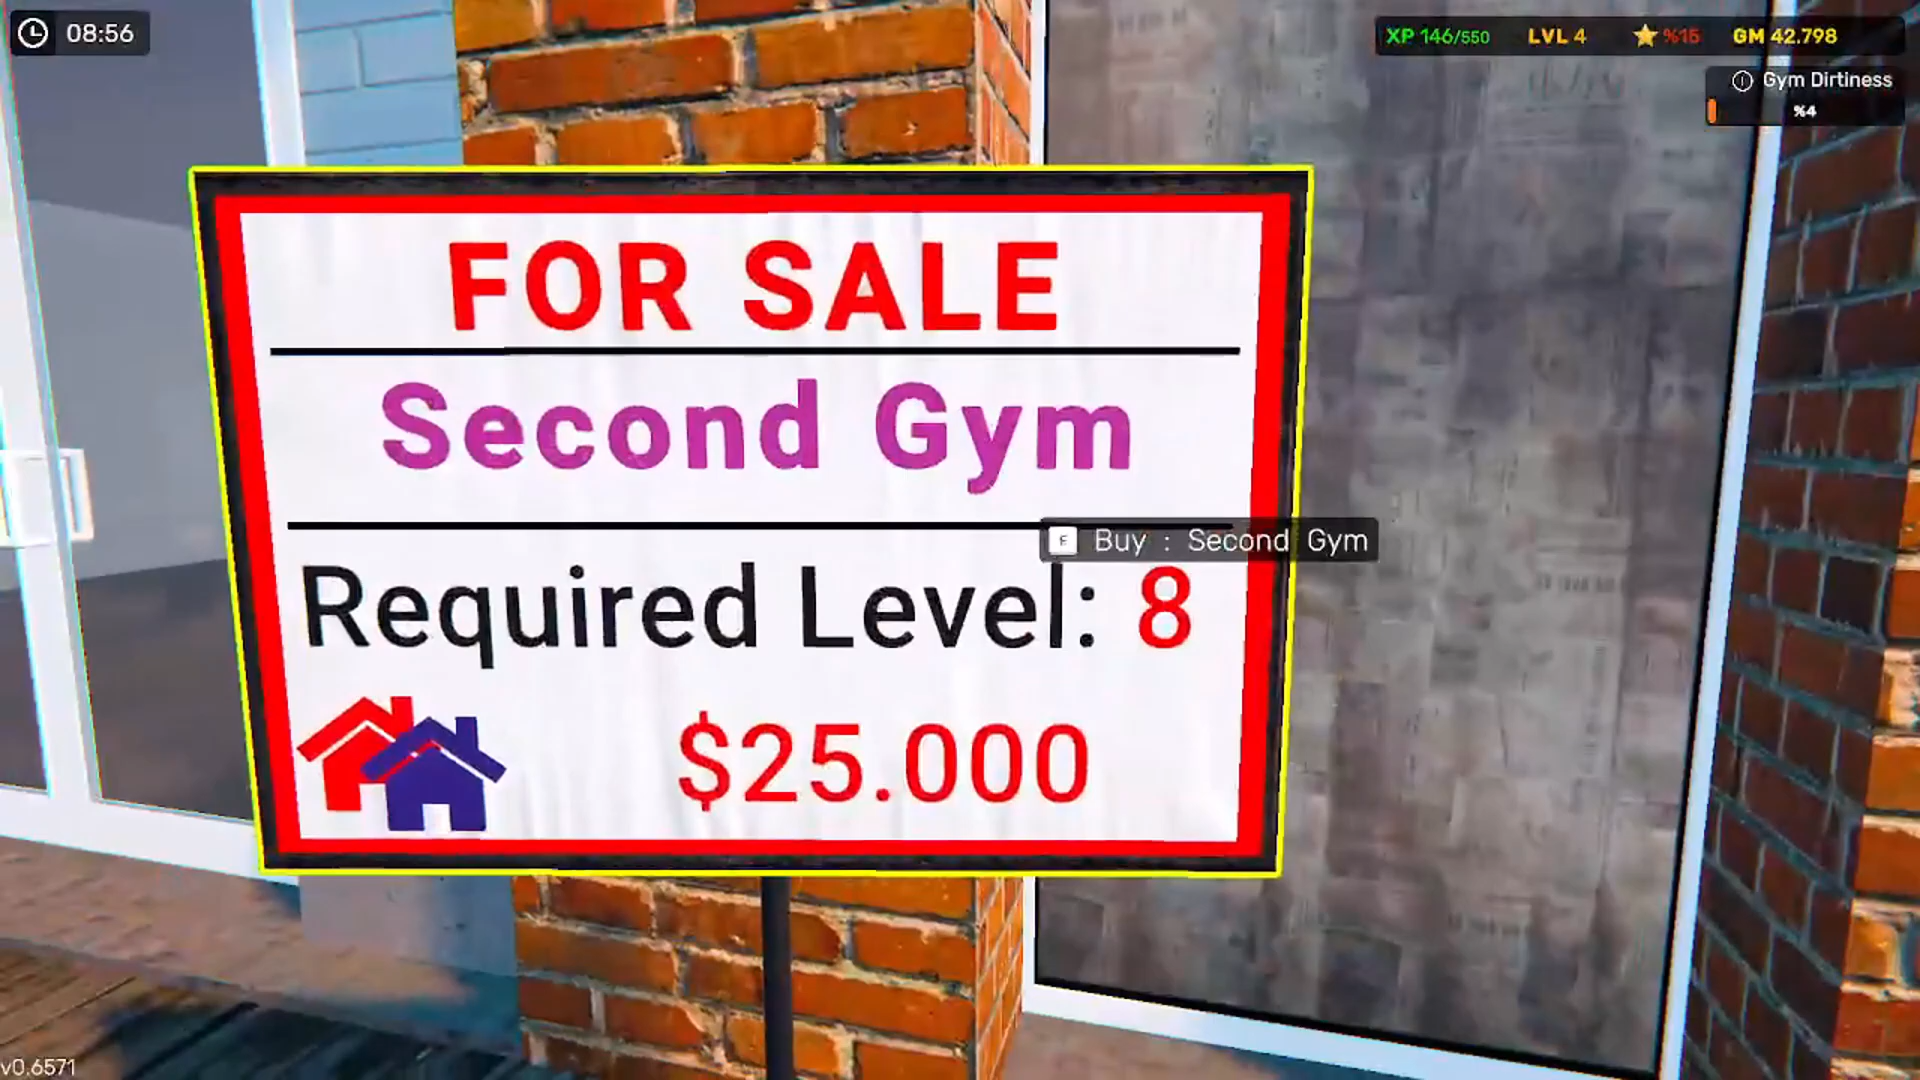 08:56
XP 146/550 LVL 4 %15 GM 42.798
Gym Dirtiness
%4
FOR SALE
Second Gym
E Buy : Second Gym
Required Level: 8
$25.000
v0.6571